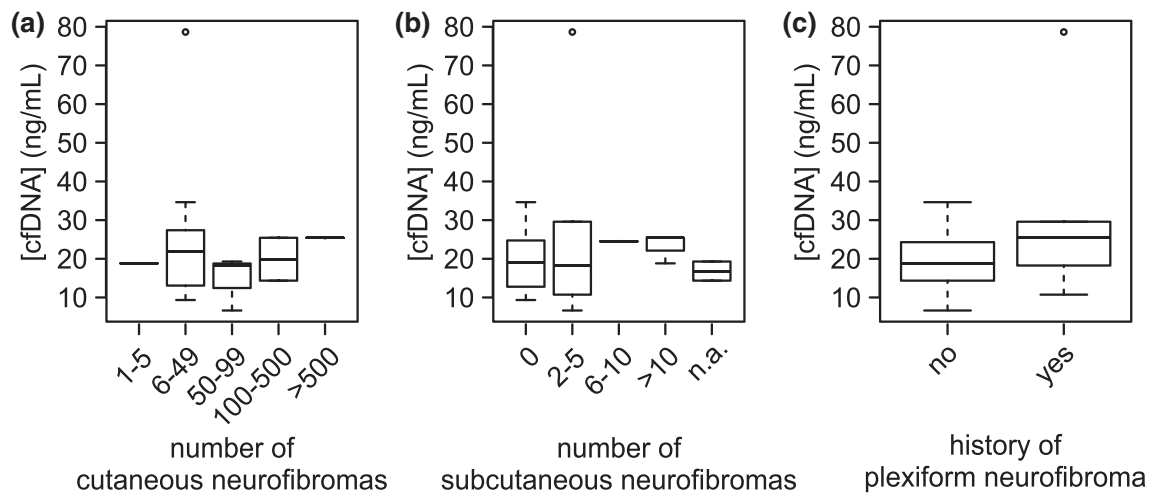 (a)
[cfDNA] (ng/mL)
80
70
60
50
40
30
20
10
1-5
6-49
50-99
100-500
>500
number of
cutaneous neurofibromas
(b)
[cfDNA] (ng/mL)
80
70
60
50
40
30
20
10
0
2-5
6-10
>10
n.a.
number of
subcutaneous neurofibromas
(c)
[cfDNA] (ng/mL)
80
70
60
50
40
30
20
10
no
yes
history of
plexiform neurofibroma